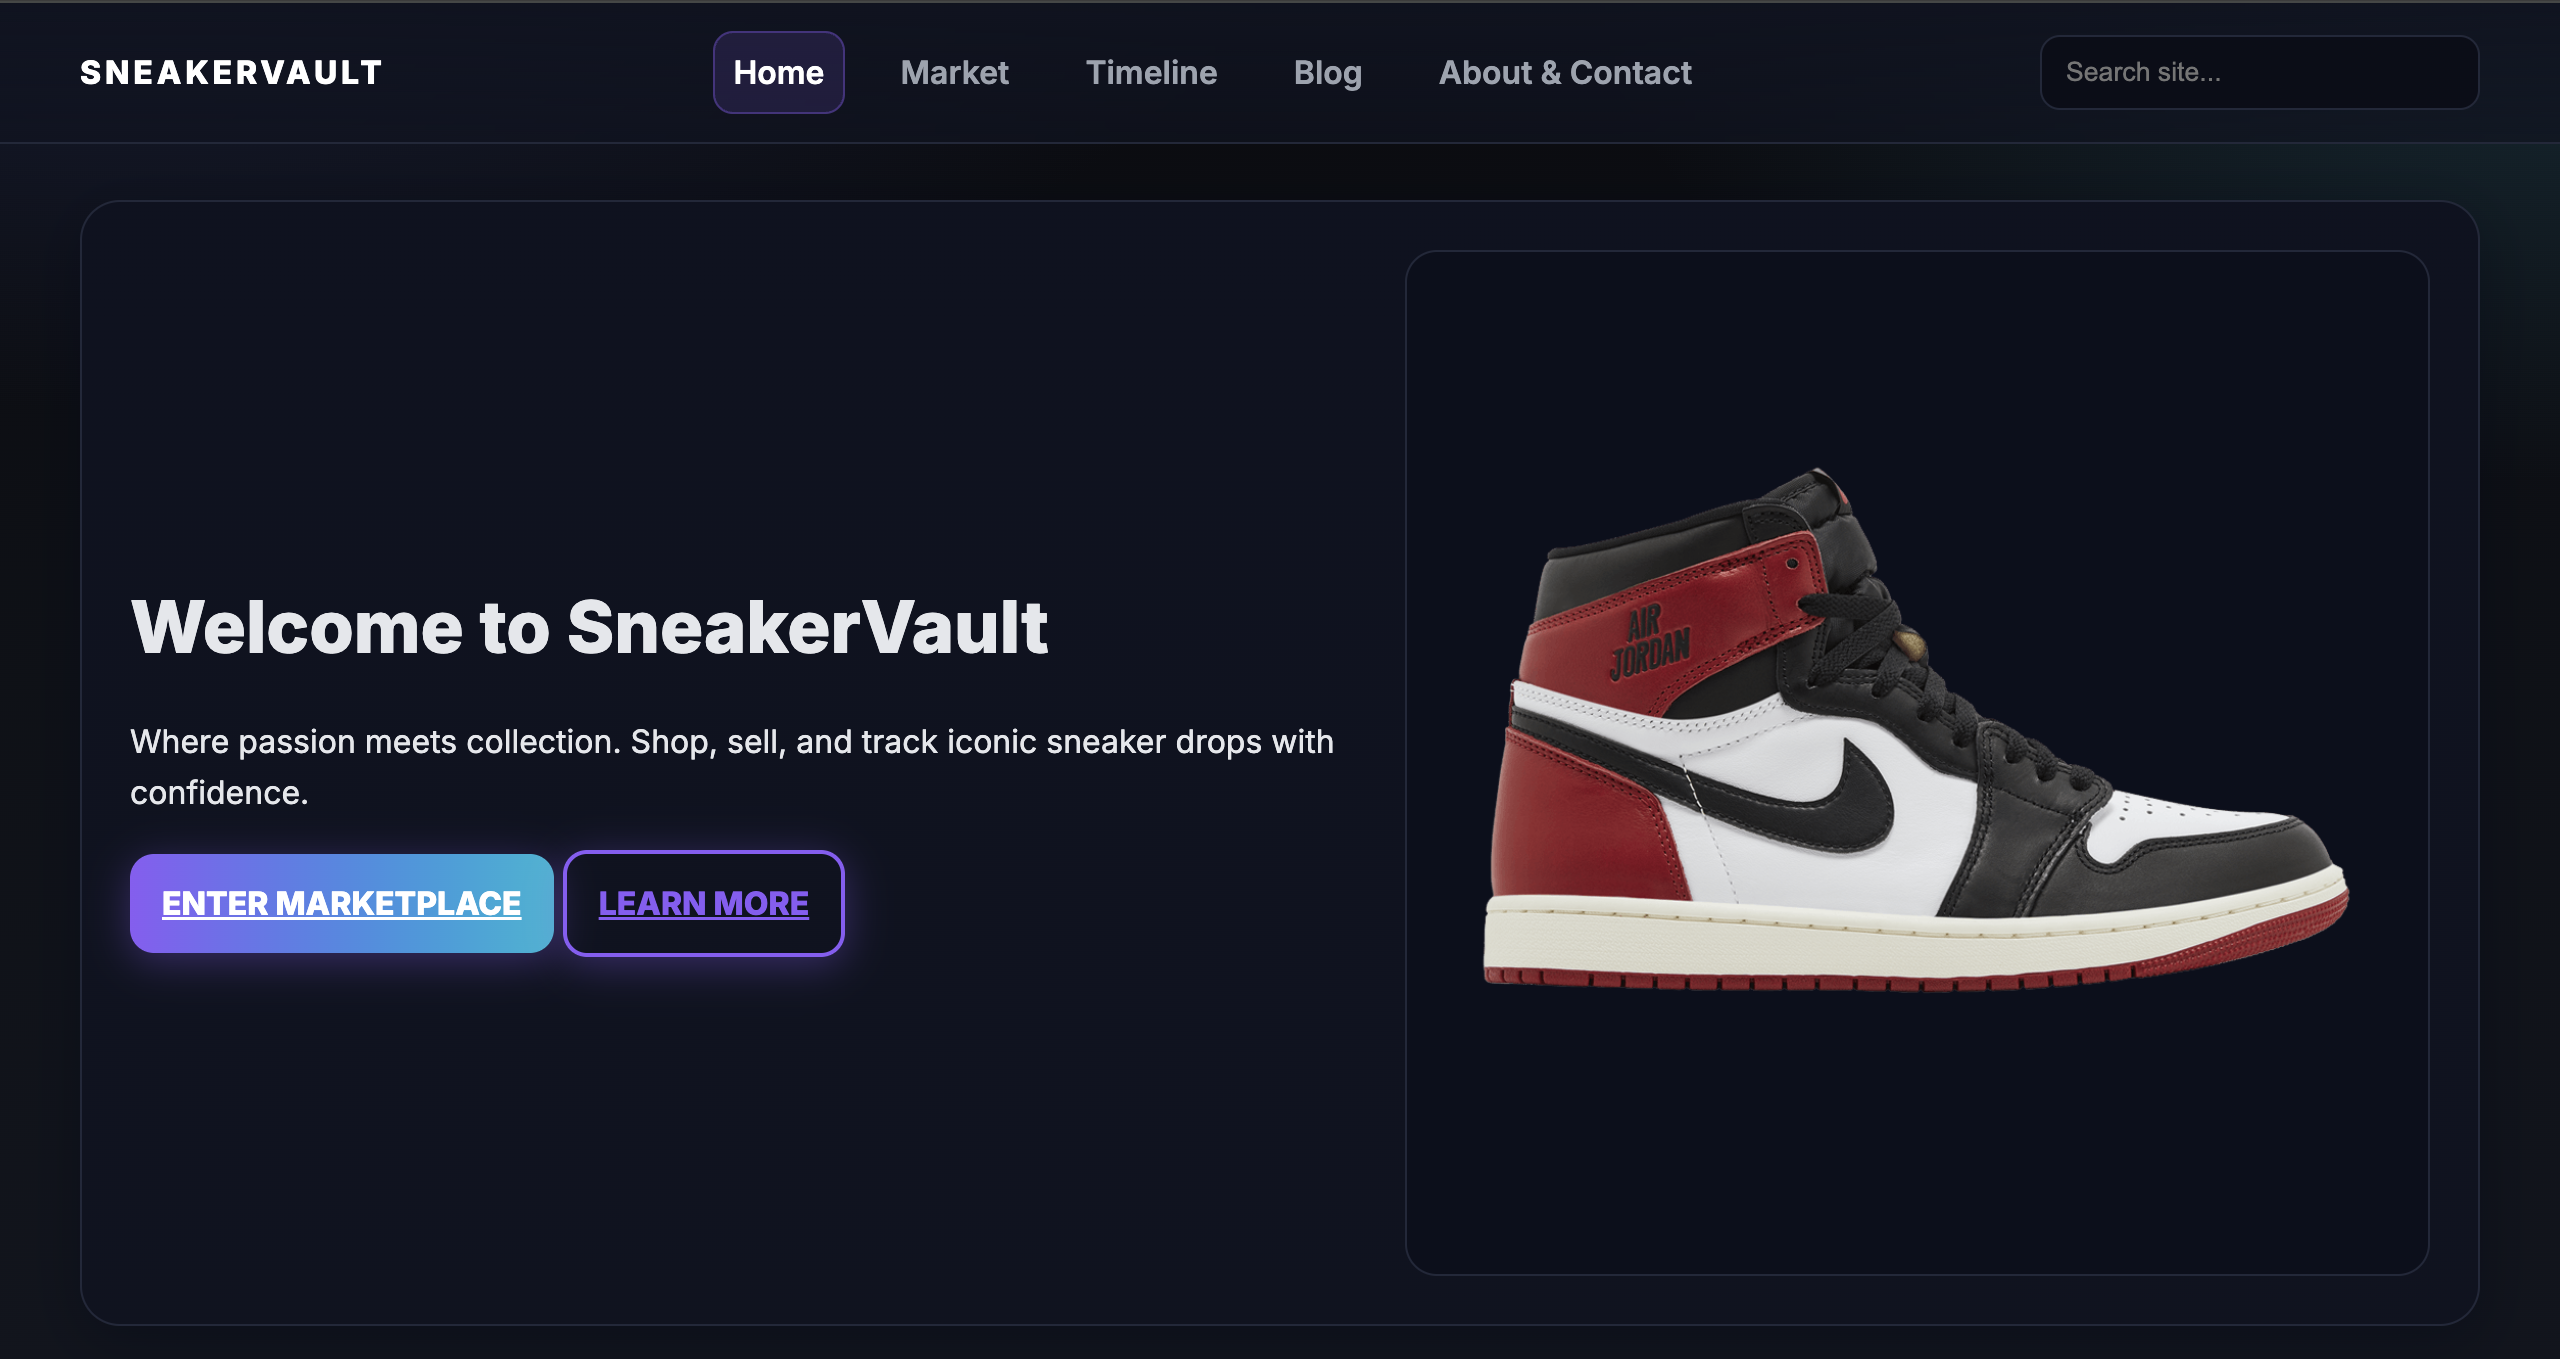 SNEAKERVAULT
Home
Market
Timeline
Blog
About & Contact
Search site...
Welcome to SneakerVault
Where passion meets collection. Shop, sell, and track iconic sneaker drops with
confidence.
ENTER MARKETPLACE
LEARN MORE
AIR
JORDAN